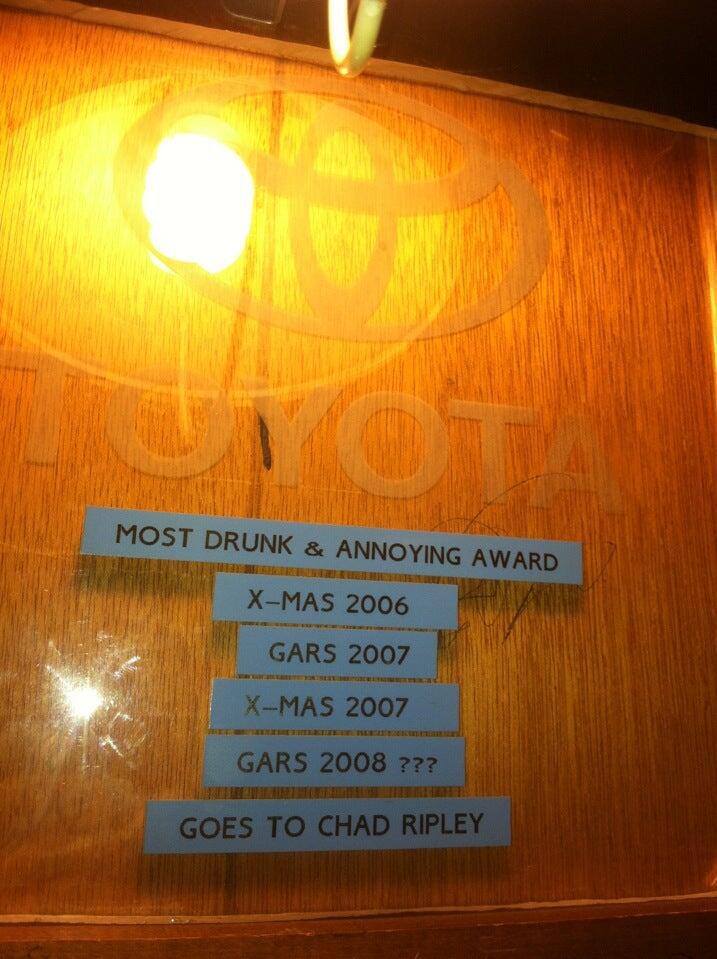 TOYOTA
MOST DRUNK & ANNOYING AWARD
X-MAS 2006
GARS 2007
X-MAS 2007
GARS 2008 ???
GOES TO CHAD RIPLEY